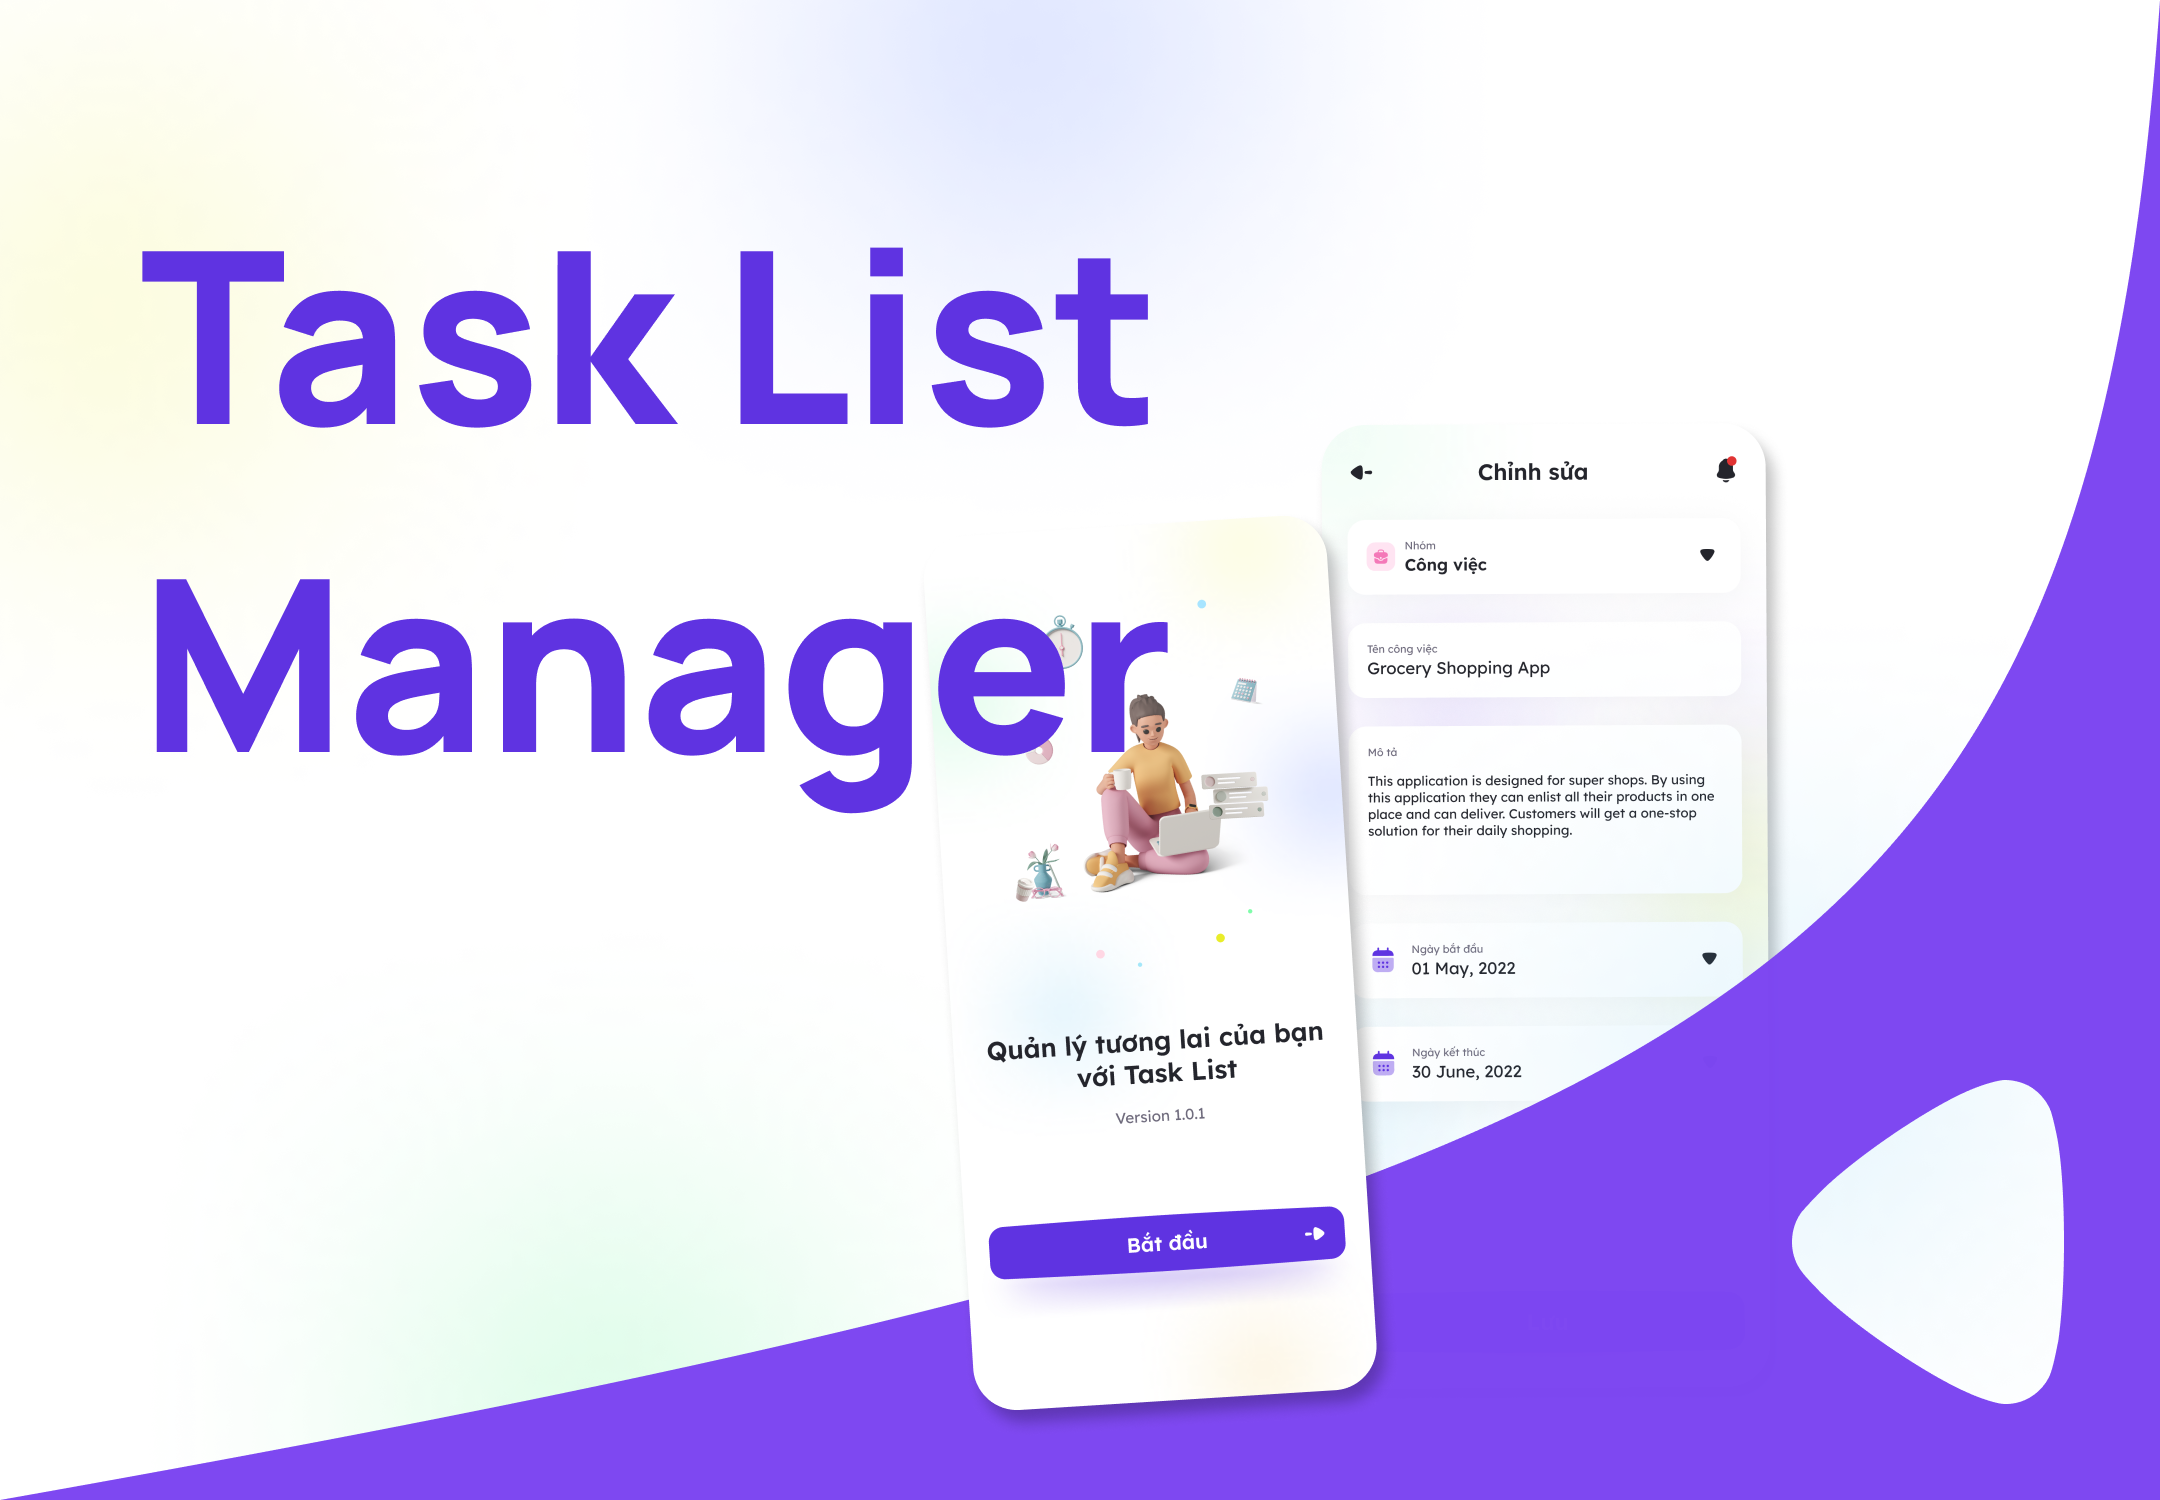 Task List
Manager
Quản lý tương lai của bạn
với Task List
Version 1.0.1
Bắt đầu
Chỉnh sửa
Nhóm
Công việc
Tên công việc
Grocery Shopping App
Mô tả
This application is designed for super shops. By using
this application they can enlist all their products in one
place and can deliver. Customers will get a one-stop
solution for their daily shopping.
Ngày bắt đầu
01 May, 2022
Ngày kết thúc
30 June, 2022